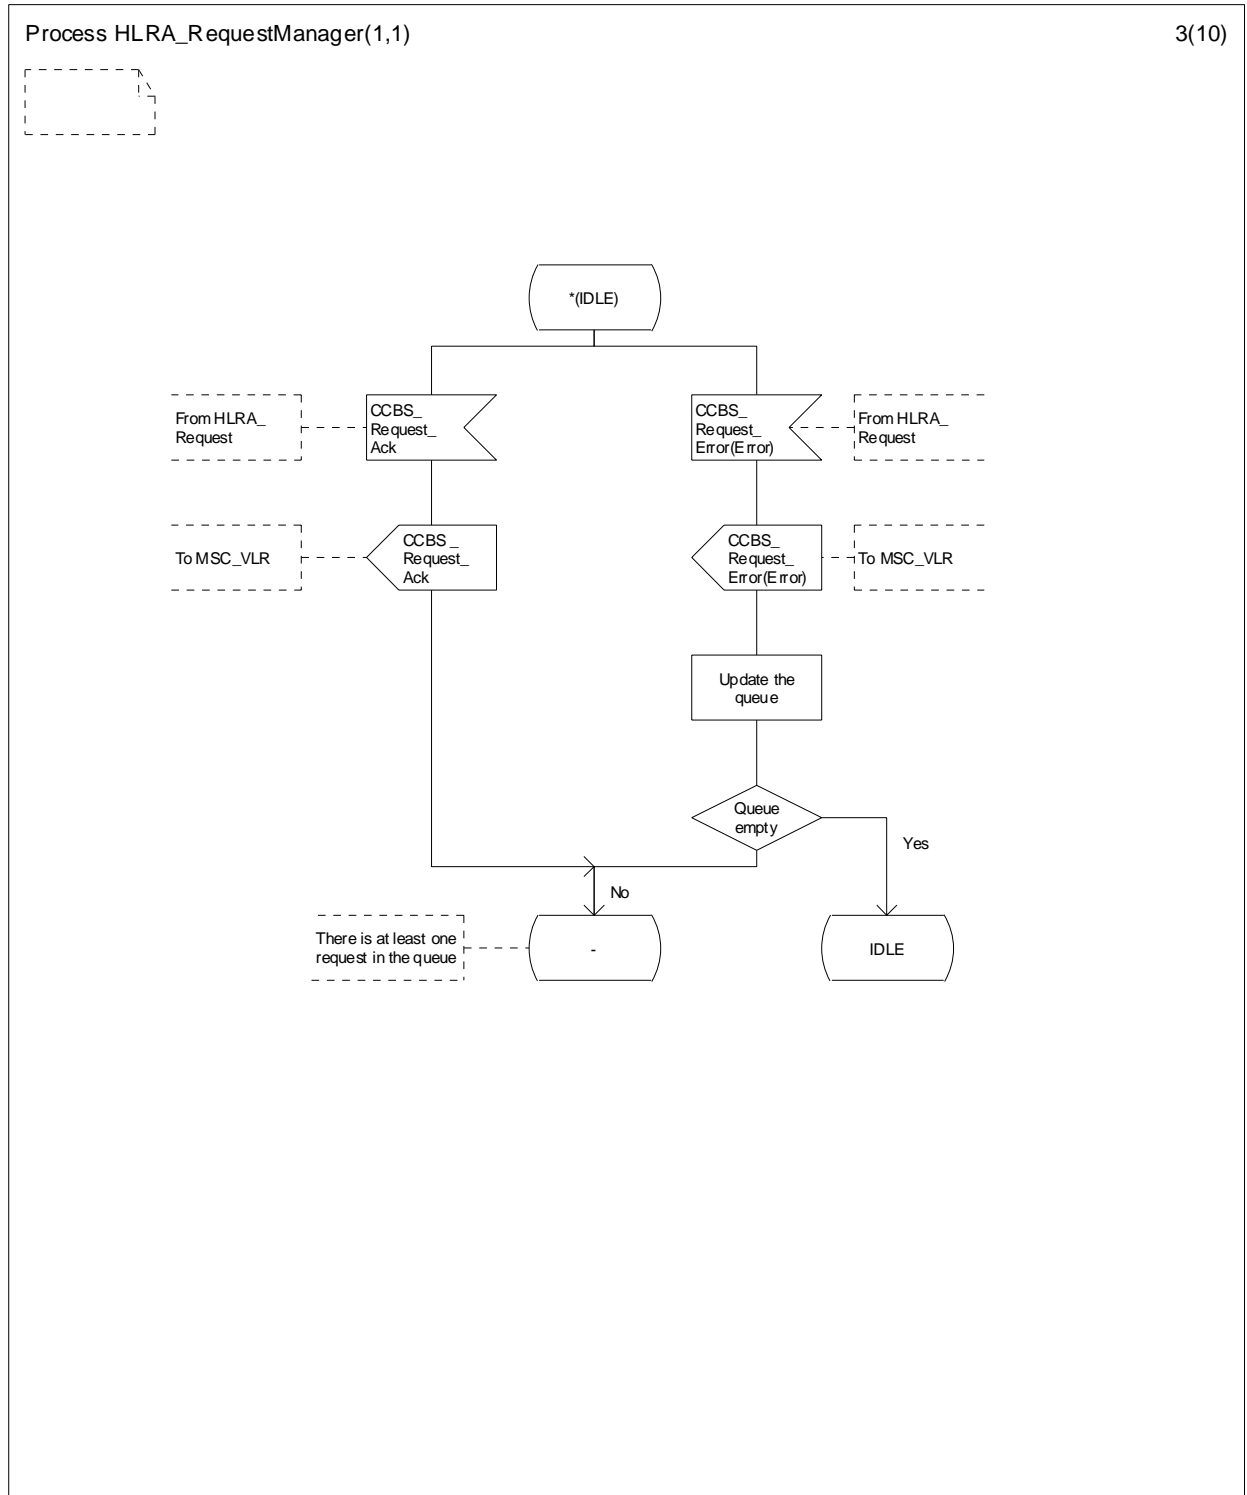 Process HLRA_RequestManager(1,1)
3(10)
*(IDLE)
From HLRA_
Request
CCBS_
Request_
Ack
CCBS_
Request_
Error(Error)
From HLRA_
Request
To MSC_VLR
CCBS_
Request_
Ack
CCBS_
Request_
Error(Error)
To MSC_VLR
Update the
queue
Queue
empty
Yes
No
There is at least one
request in the queue
-
IDLE